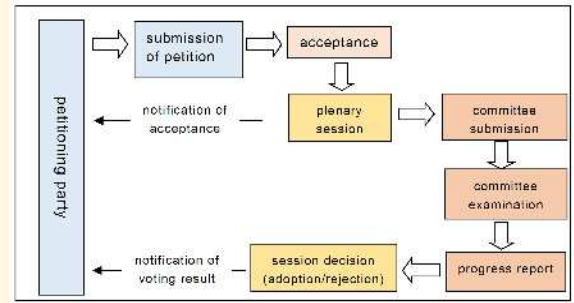 petitioning party
submission
of petition
acceptance
notification of
acceptance
plenary
session
committee
submission
committee
examination
progress report
session decision
(adoption/rejection)
notification of
voting result